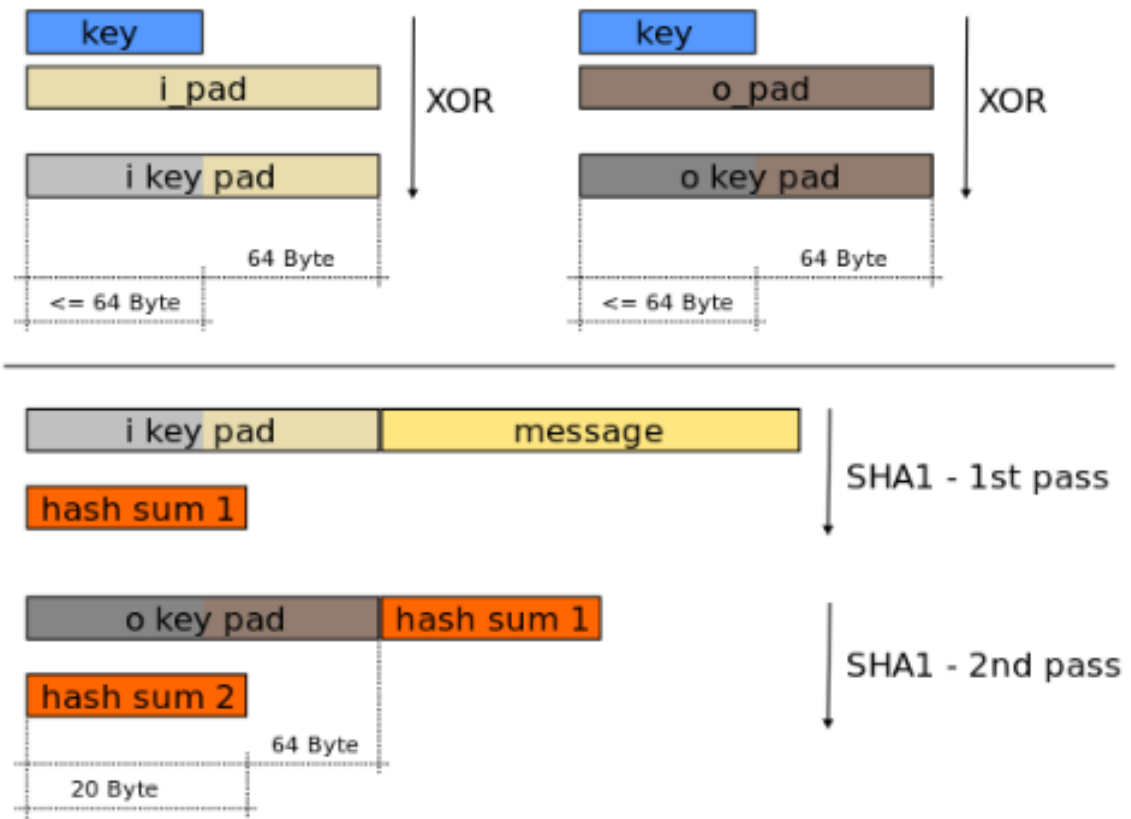 key
i_pad
XOR
i key pad
64 Byte
<= 64 Byte
key
o_pad
XOR
o key pad
64 Byte
<= 64 Byte
i key pad
message
SHA1 - 1st pass
hash sum 1
o key pad
hash sum 1
SHA1 - 2nd pass
hash sum 2
64 Byte
20 Byte